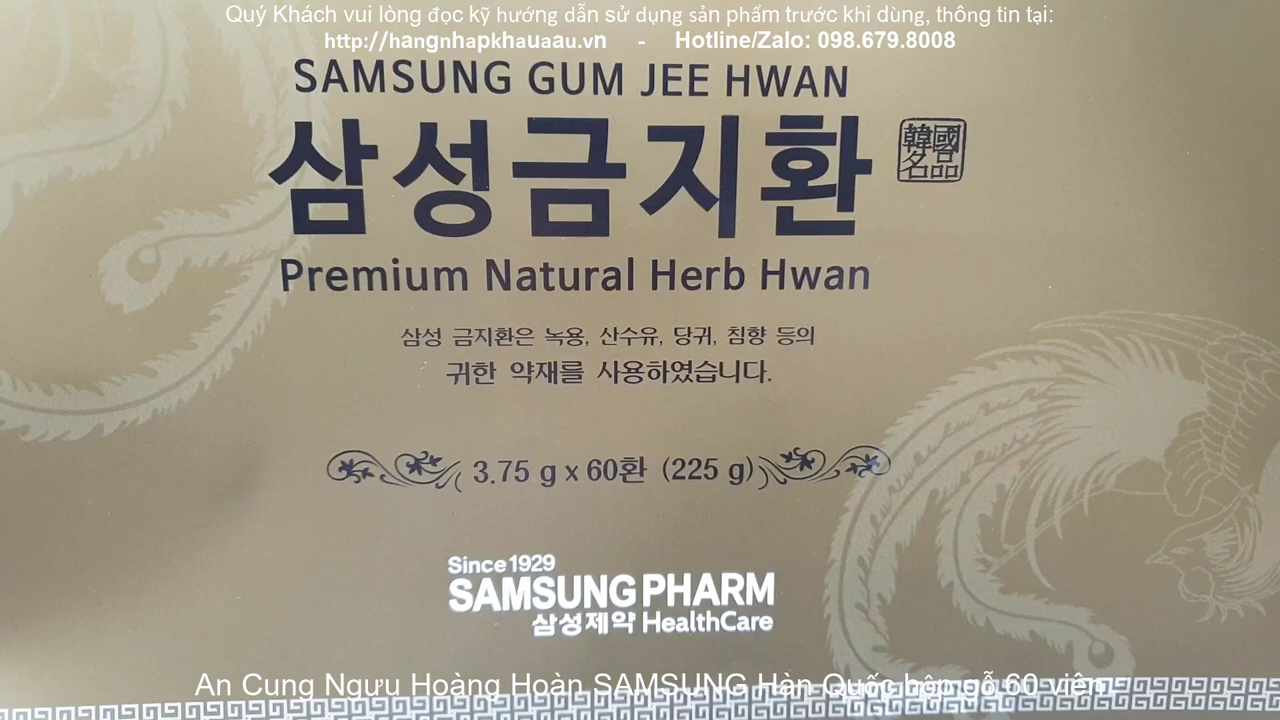 Quý Khách vui lòng đọc kỹ hướng dẫn sử dụng sản phẩm trước khi dùng, thông tin tại:
http://hangnhapkhauaau.vn - Hotline/Zalo: 098.679.8008
SAMSUNG GUM JEE HWAN
삼성금지환
韓國
名品
Premium Natural Herb Hwan
삼성 금지환은 녹용, 산수유, 당귀, 침향 등의
귀한 약재를 사용하였습니다.
3.75 g x 60환 (225 g)
Since 1929
SAMSUNG PHARM
삼성제약 HealthCare
An Cung Ngưu Hoàng Hoàn SAMSUNG Hàn Quốc hộp gỗ 60 viên